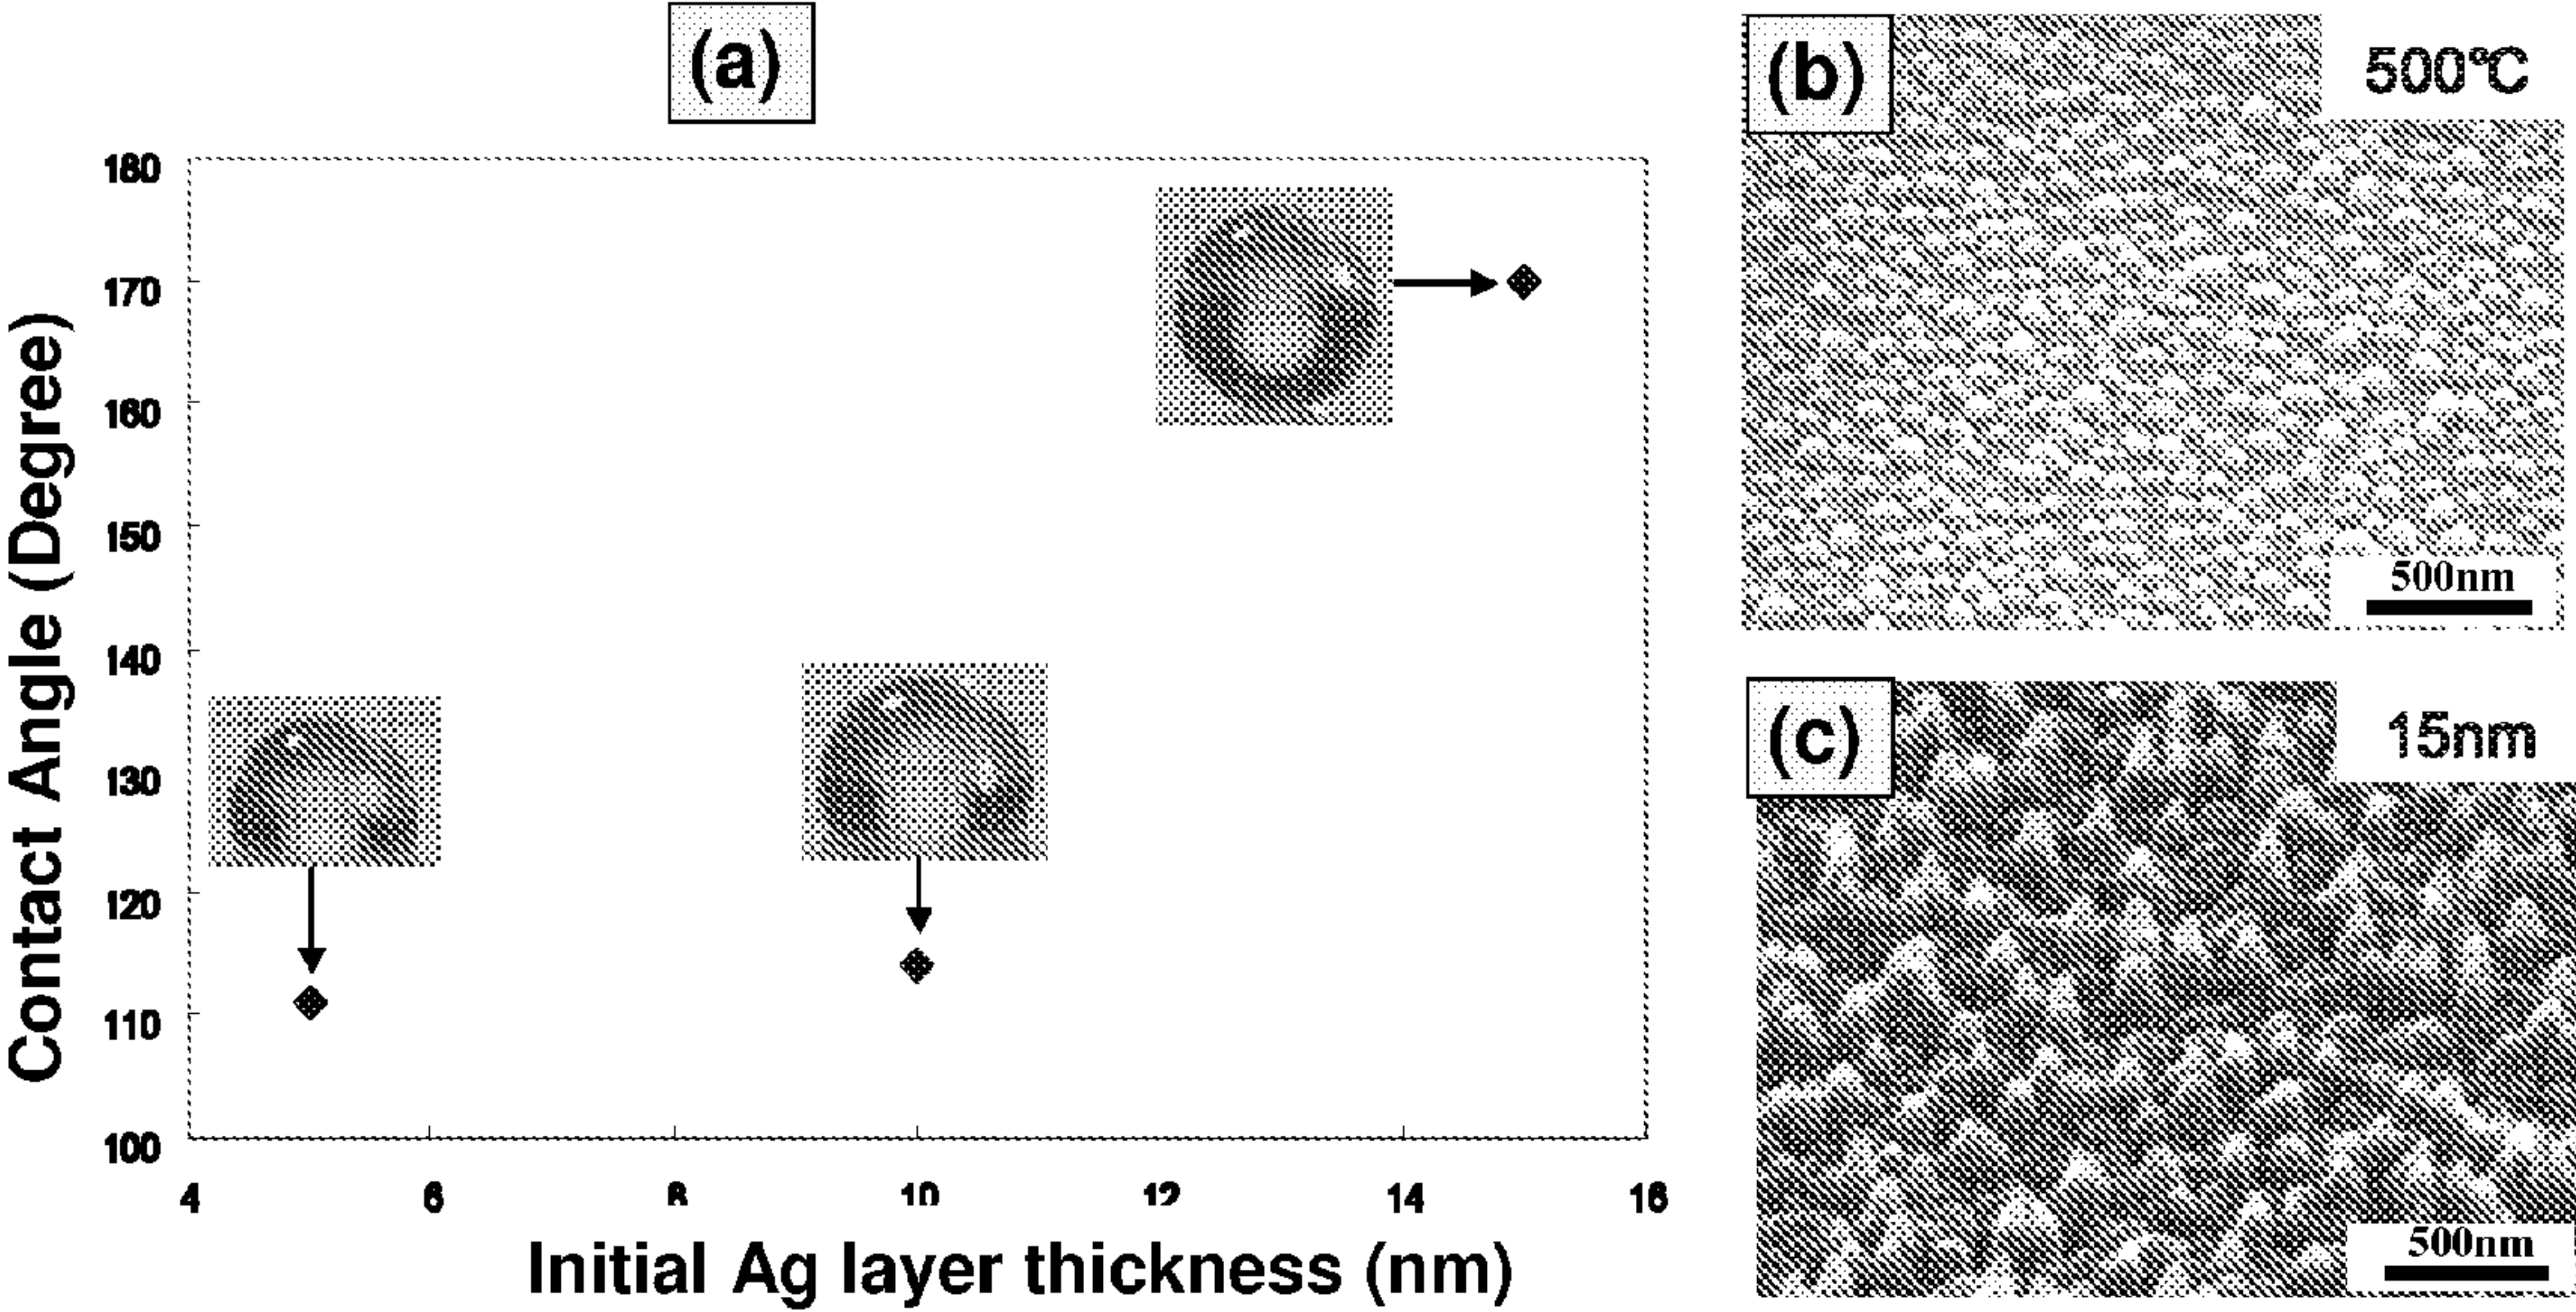 (a)
180
170
160
150
140
130
120
110
100
4 6 8 10 12 14 16
Contact Angle (Degree)
Initial Ag layer thickness (nm)
(b)
500°C
500nm
(c)
15nm
500nm